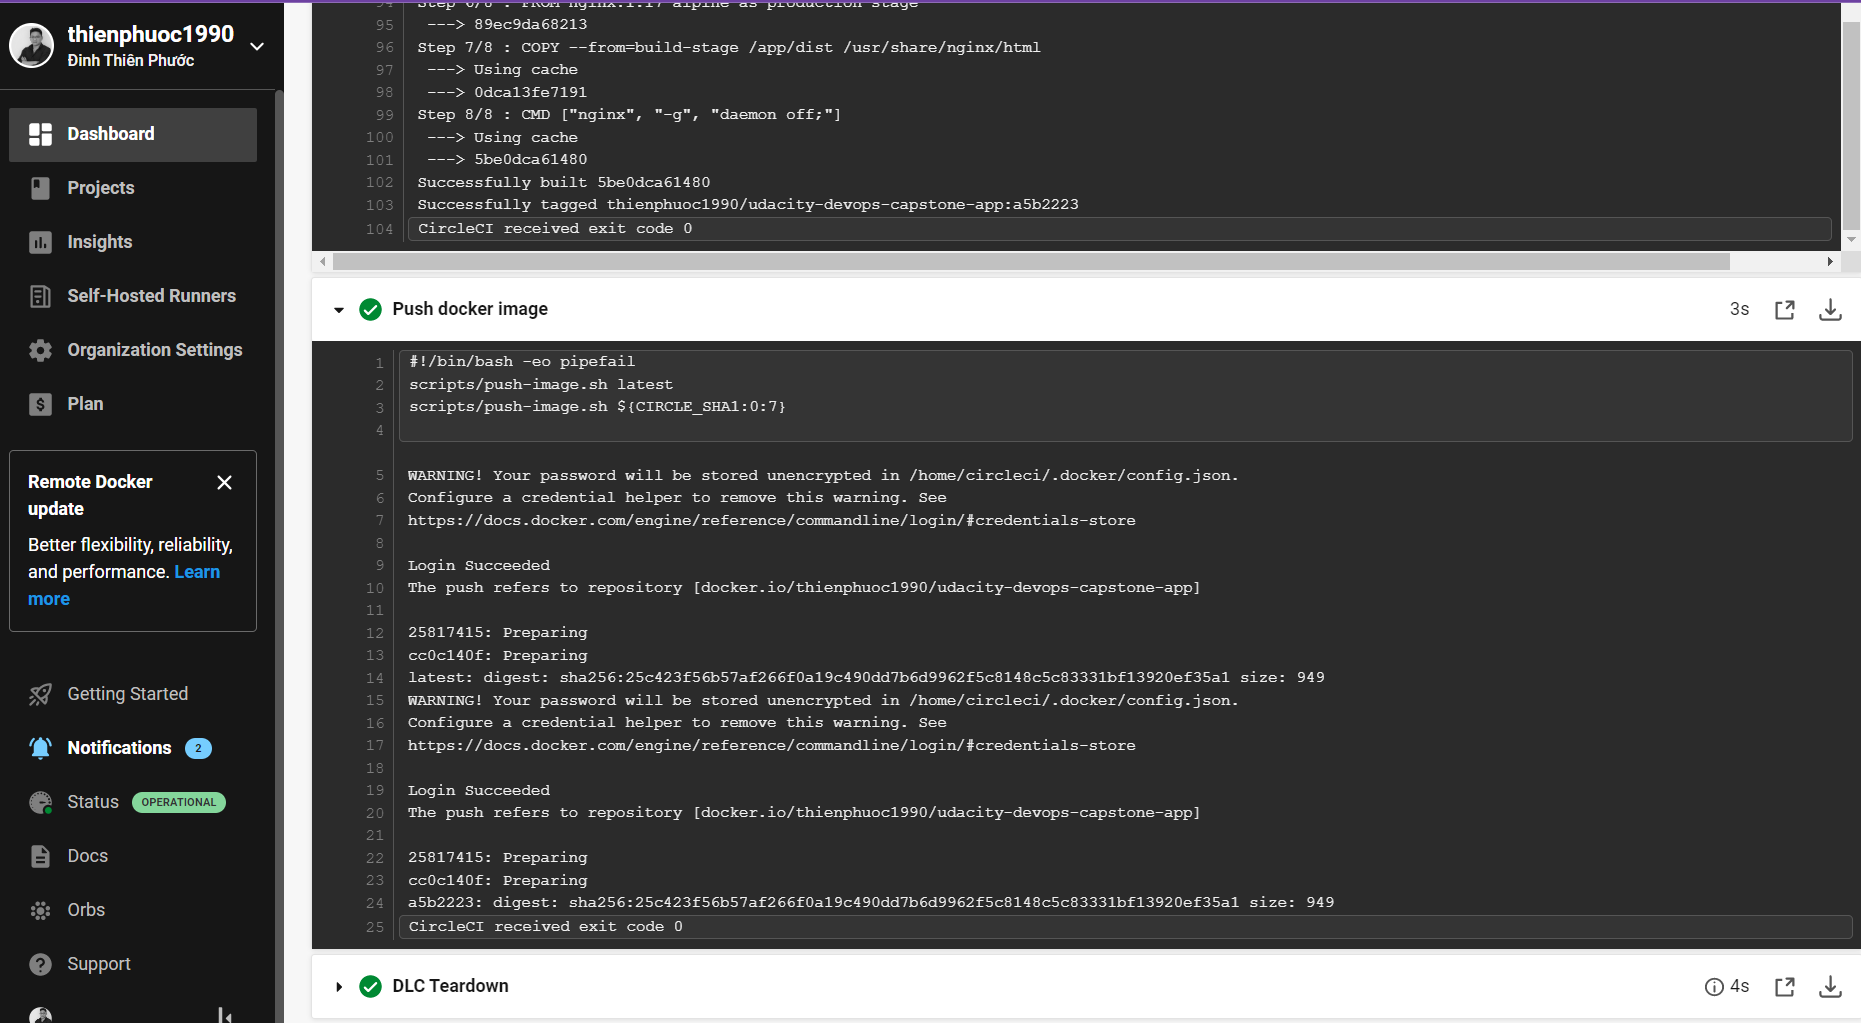 thienphuoc1990
Đinh Thiên Phước
Dashboard
Projects
Insights
Self-Hosted Runners
Organization Settings
Plan
Remote Docker
update
Better flexibility, reliability,
and performance. Learn
more
Getting Started
Notifications 2
Status OPERATIONAL
Docs
Orbs
Support
94 Step 6/8 : FROM nginx:1.17-alpine as production-stage
95 ---> 89ec9da68213
96 Step 7/8 : COPY --from=build-stage /app/dist /usr/share/nginx/html
97 ---> Using cache
98 ---> 0dca13fe7191
99 Step 8/8 : CMD ["nginx", "-g", "daemon off;"]
100 ---> Using cache
101 ---> 5be0dca61480
102 Successfully built 5be0dca61480
103 Successfully tagged thienphuoc1990/udacity-devops-capstone-app:a5b2223
104 CircleCI received exit code 0
Push docker image 3s
1 #!/bin/bash -eo pipefail
2 scripts/push-image.sh latest
3 scripts/push-image.sh ${CIRCLE_SHA1:0:7}
4
5 WARNING! Your password will be stored unencrypted in /home/circleci/.docker/config.json.
6 Configure a credential helper to remove this warning. See
7 https://docs.docker.com/engine/reference/commandline/login/#credentials-store
8
9 Login Succeeded
10 The push refers to repository [docker.io/thienphuoc1990/udacity-devops-capstone-app]
11
12 25817415: Preparing
13 cc0c140f: Preparing
14 latest: digest: sha256:25c423f56b57af266f0a19c490dd7b6d9962f5c8148c5c83331bf13920ef35a1 size: 949
15 WARNING! Your password will be stored unencrypted in /home/circleci/.docker/config.json.
16 Configure a credential helper to remove this warning. See
17 https://docs.docker.com/engine/reference/commandline/login/#credentials-store
18
19 Login Succeeded
20 The push refers to repository [docker.io/thienphuoc1990/udacity-devops-capstone-app]
21
22 25817415: Preparing
23 cc0c140f: Preparing
24 a5b2223: digest: sha256:25c423f56b57af266f0a19c490dd7b6d9962f5c8148c5c83331bf13920ef35a1 size: 949
25 CircleCI received exit code 0
DLC Teardown 4s